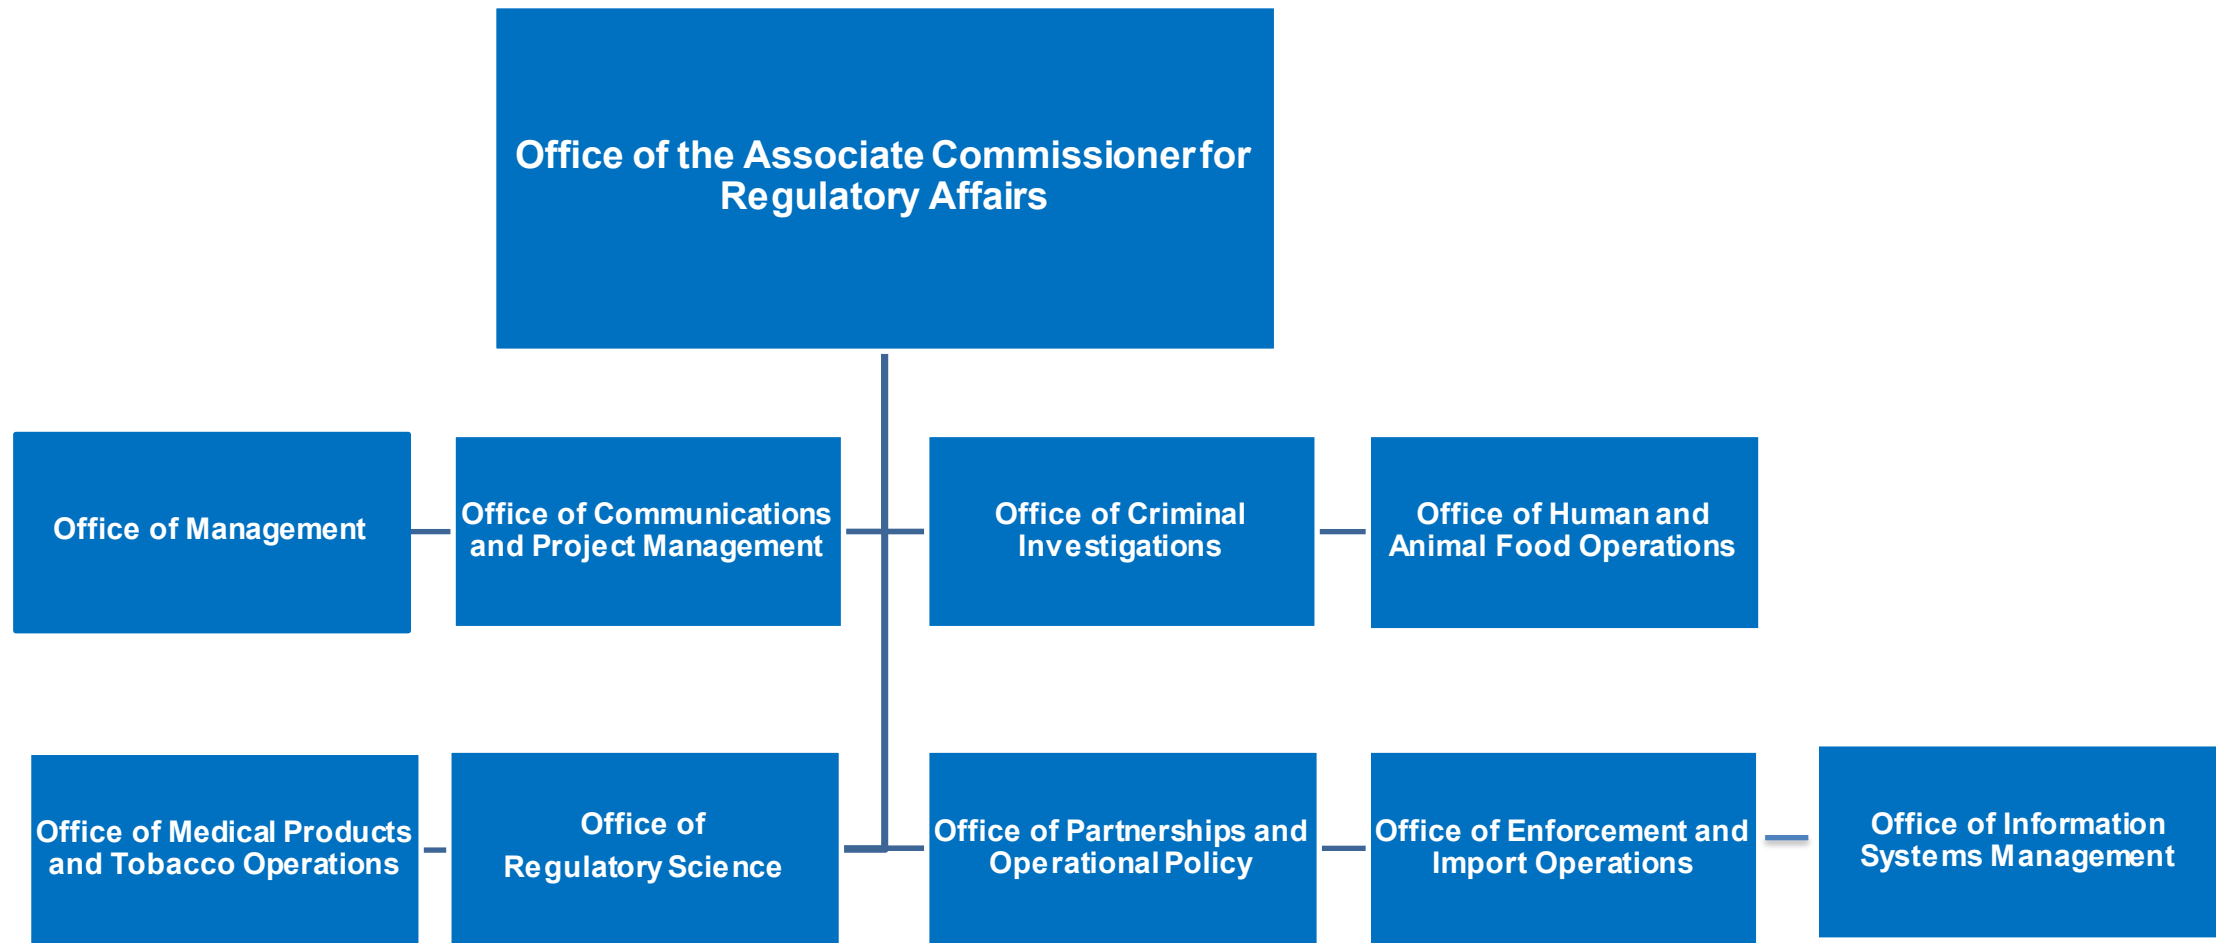 Office of the Associate Commissioner for
Regulatory Affairs
Office of Management
Office of Communications
and Project Management
Office of Criminal
Investigations
Office of Human and
Animal Food Operations
Office of Medical Products
and Tobacco Operations
Office of
Regulatory Science
Office of Partnerships and
Operational Policy
Office of Enforcement and
Import Operations
Office of Information
Systems Management